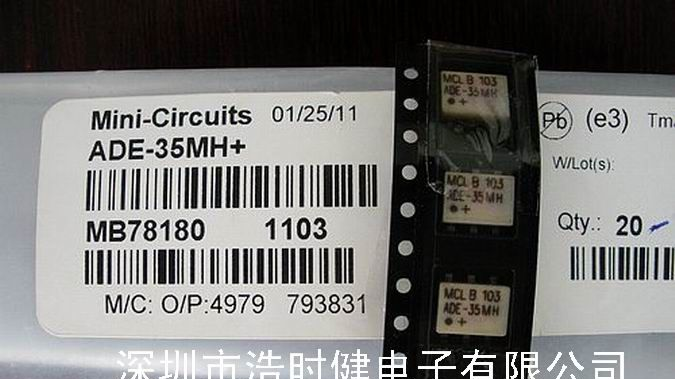 Mini-Circuits 01/25/11
ADE-35MH+
MB78180 1103
M/C: O/P:4979 793831
MCL B 103
ADE-35MH
+
MCL B 103
ADE-35MH
+
MCL B 103
ADE-35MH
+
Pb (e3)
W/Lot(s):
Qty.: 20
深圳市浩时健电子有限公司